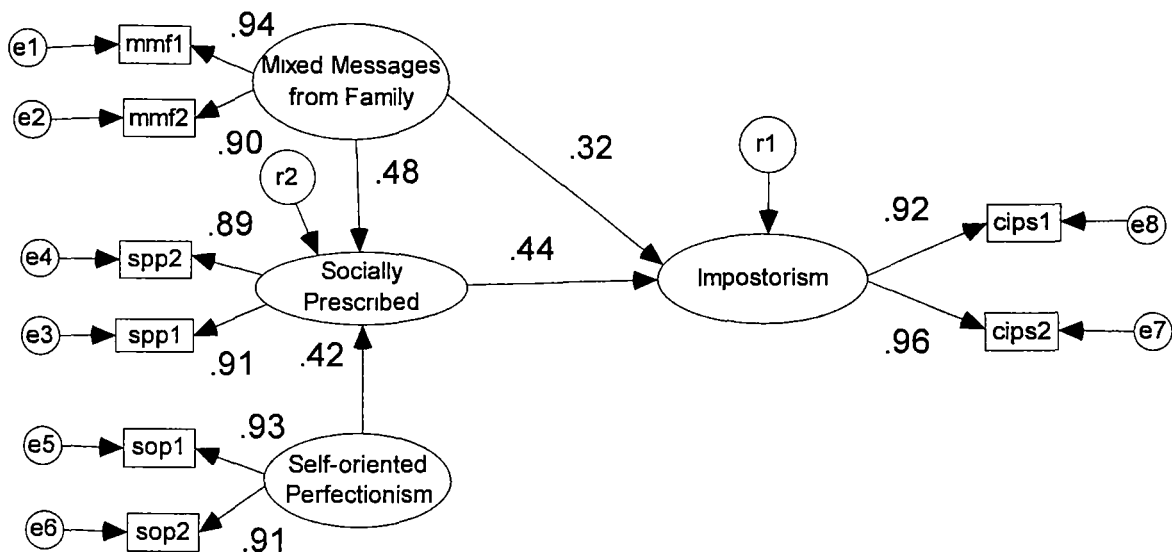 .94
e1
mmf1
Mixed Messages
from Family
e2
mmf2
.90
r2
.48
.32
r1
.89
e4
spp2
Socially
Prescribed
.44
Impostorism
.92
cips1
e8
e3
spp1
.91
.42
.96
cips2
e7
.93
e5
sop1
Self-oriented
Perfectionism
e6
sop2
.91